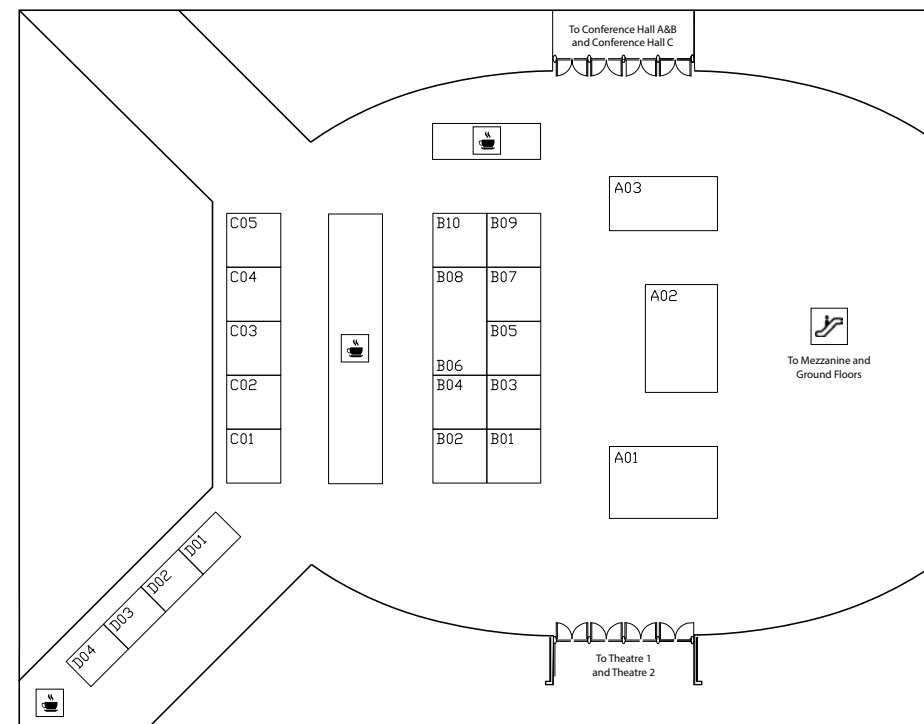 To Conference Hall A&B
and Conference Hall C
A03
C05
B10 B09
C04
B08 B07
A02
C03
B05
To Mezzanine and
Ground Floors
B06
C02
B04 B03
C01
B02 B01
A01
D01
D02
D03
D04
To Theatre 1
and Theatre 2